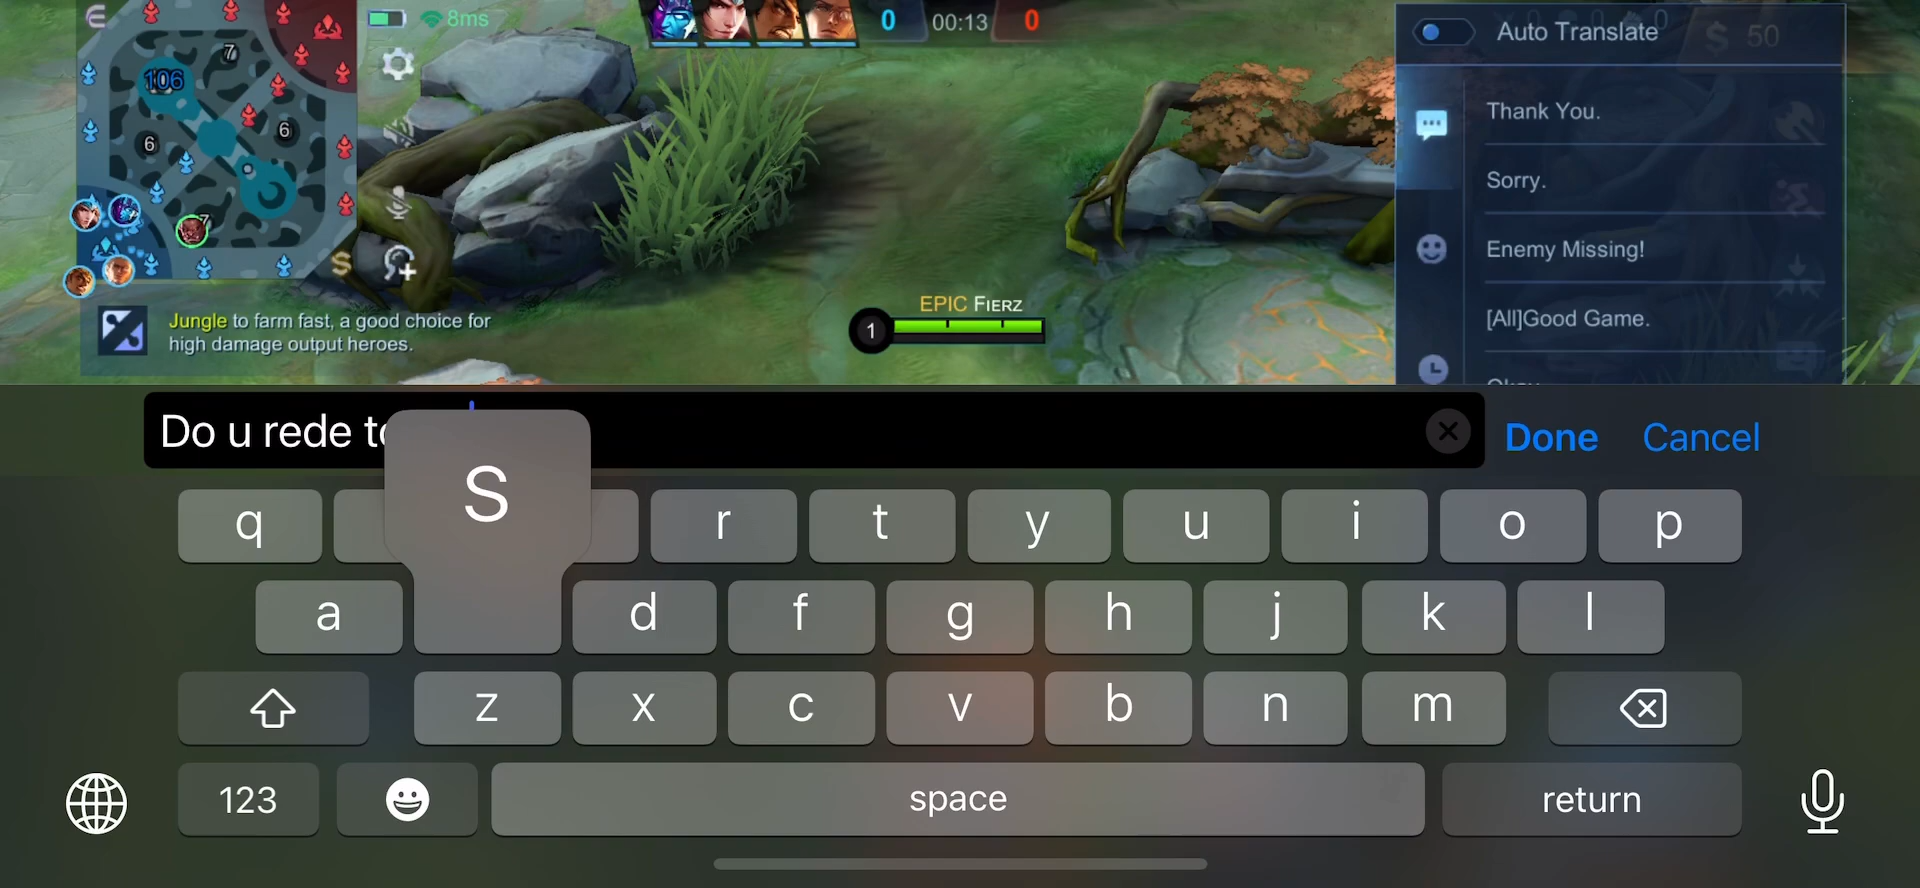 8ms
0 00:13 0
Auto Translate
$ 50
7
106
6
6
7
Thank You.
Sorry.
Enemy Missing!
[All]Good Game.
Jungle to farm fast, a good choice for
high damage output heroes.
EPIC FIERZ
1
Do u rede
Done
Cancel
S
q r t y u i o p
a d f g h j k l
z x c v b n m
123 space return